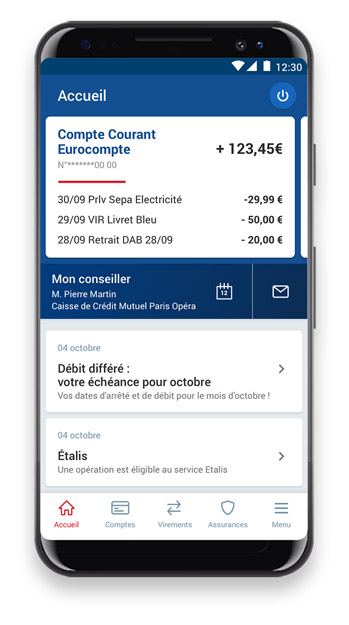 12:30
Accueil
Compte Courant
Eurocompte
+ 123,45€
N°*******00 00
30/09 Prlv Sepa Electricité -29,99 €
29/09 VIR Livret Bleu - 50,00 €
28/09 Retrait DAB 28/09 - 20,00 €
Mon conseiller
M. Pierre Martin
Caisse de Crédit Mutuel Paris Opéra
12
04 octobre
Débit différé :
votre échéance pour octobre
Vos dates d'arrêté et de débit pour le mois d'octobre !
04 octobre
Étalis
Une opération est éligible au service Etalis
Accueil Comptes Virements Assurances Menu